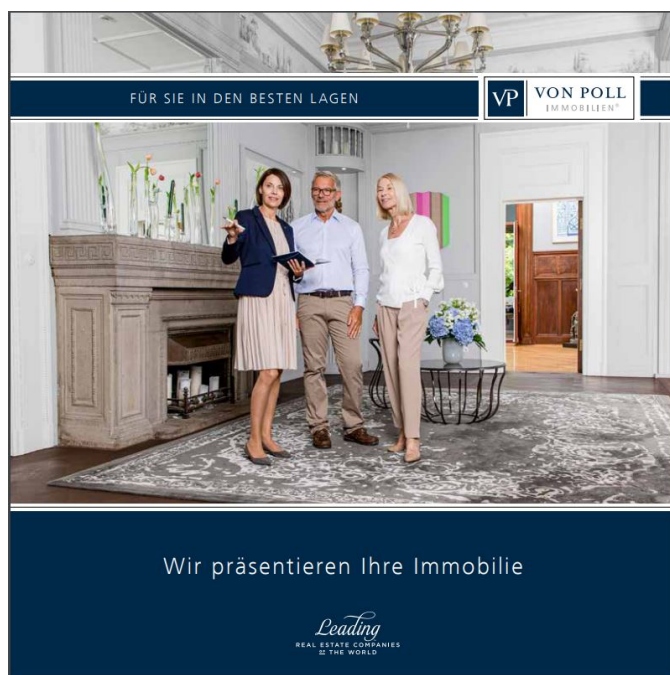 FÜR SIE IN DEN BESTEN LAGEN
VP
VON POLL
IMMOBILIEN®
Wir präsentieren Ihre Immobilie
Leading
REAL ESTATE COMPANIES
OF THE WORLD